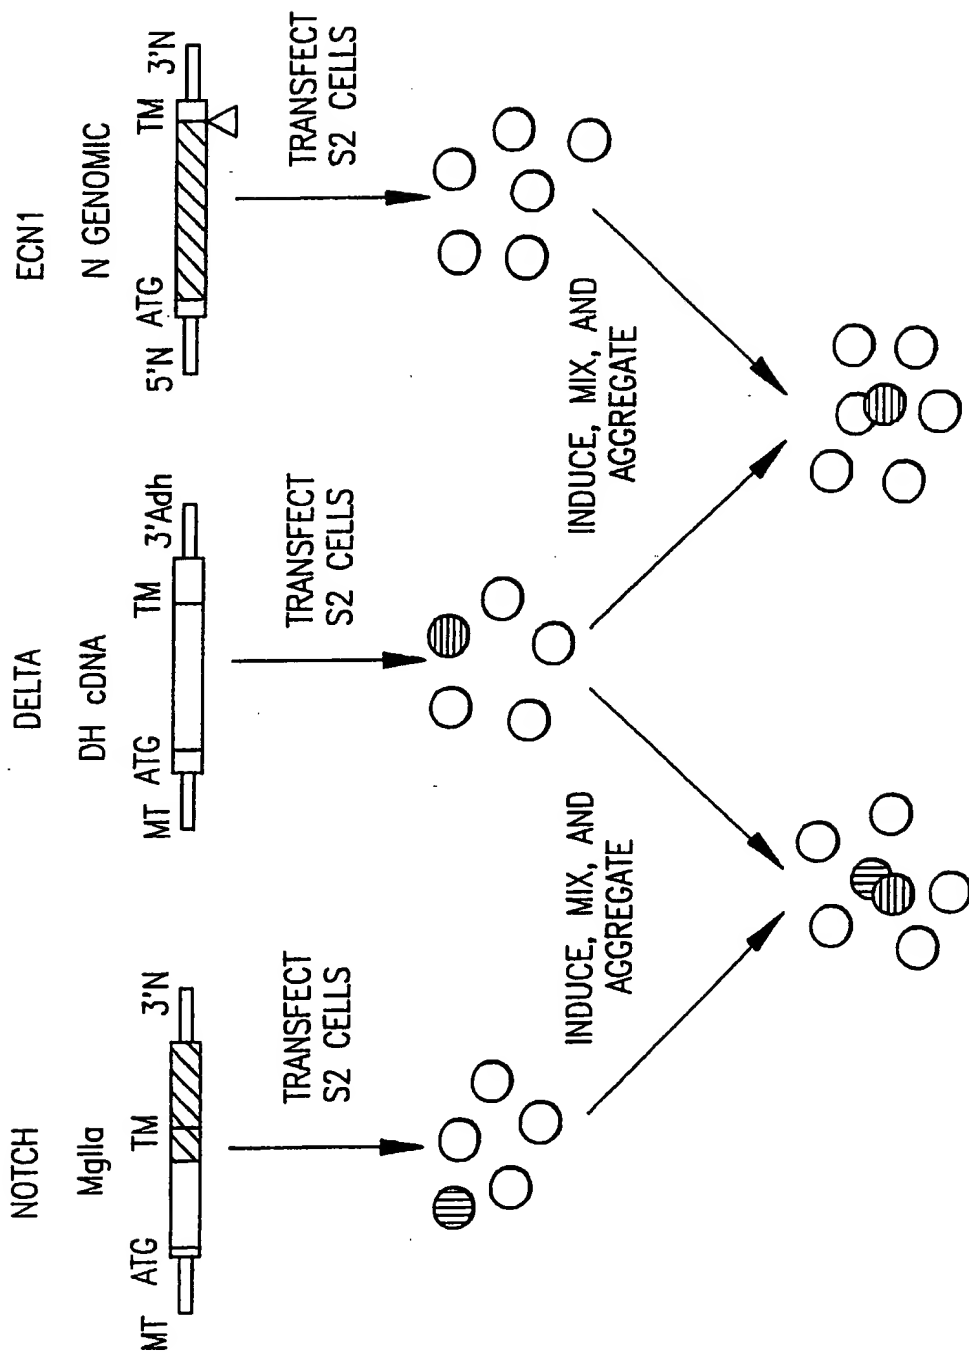 NOTCH
MgIIa
MT
ATG
TM
3'N
TRANSFECT
S2 CELLS
DELTA
DH cDNA
MT
ATG
TM
3'Adh
TRANSFECT
S2 CELLS
ECN1
N GENOMIC
5'N
ATG
TM
3'N
TRANSFECT
S2 CELLS
INDUCE, MIX, AND
AGGREGATE
INDUCE, MIX, AND
AGGREGATE